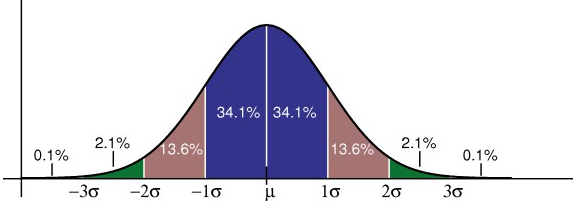 34.1% 34.1%
2.1% 13.6% 13.6% 2.1%
0.1% 0.1%
−3σ −2σ −1σ μ 1σ 2σ 3σ